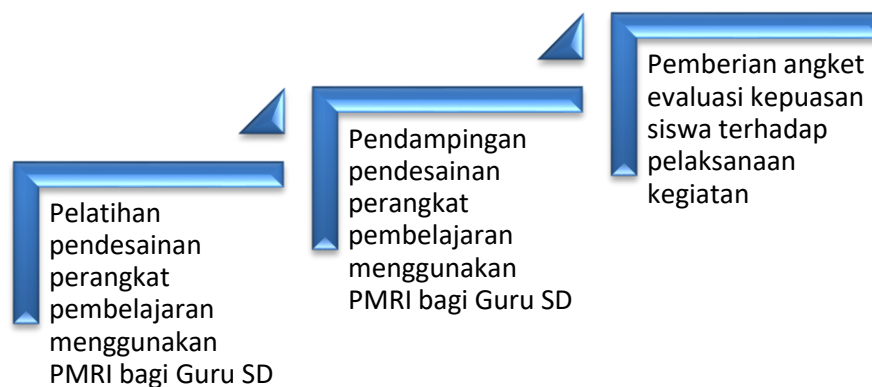 Pelatihan
pendesainan
perangkat
pembelajaran
menggunakan
PMRI bagi Guru SD
Pendampingan
pendesainan
perangkat
pembelajaran
menggunakan
PMRI bagi Guru SD
Pemberian angket
evaluasi kepuasan
siswa terhadap
pelaksanaan
kegiatan